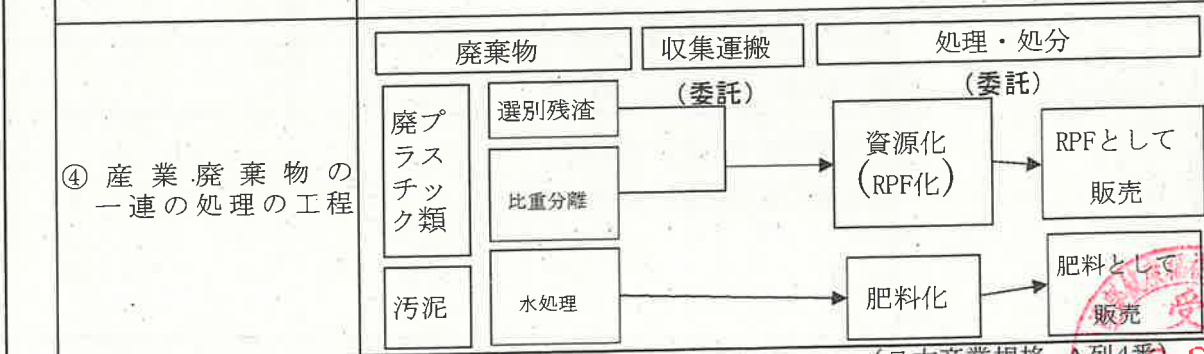 ④ 産業廃棄物の
一連の処理の工程
廃棄物
収集運搬
処理・処分
(委託)
(委託)
廃プ
ラス
チッ
ク類
選別残渣
比重分離
資源化
(RPF化)
RPFとして
販売
汚泥
水処理
肥料化
肥料として
販売
受